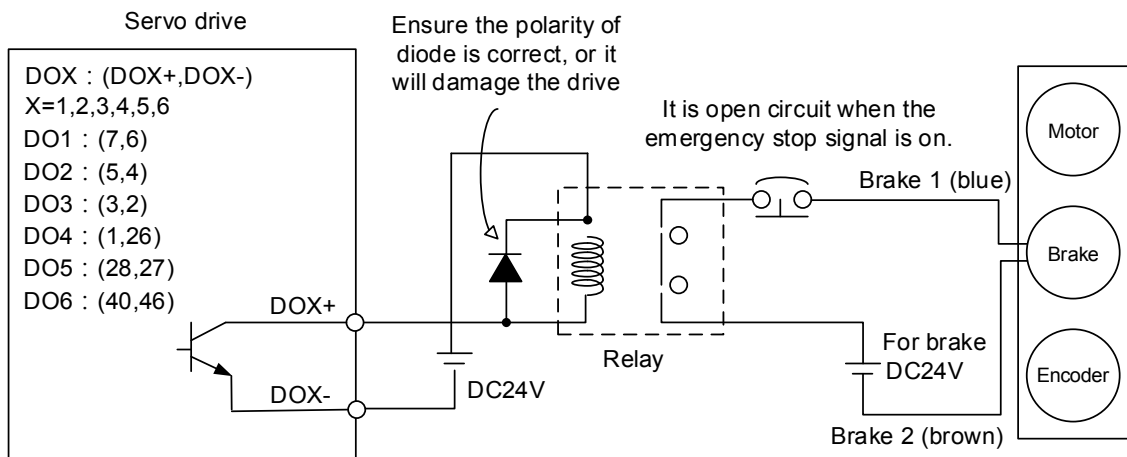 Servo drive
DOX : (DOX+,DOX-)
X=1,2,3,4,5,6
DO1 : (7,6)
DO2 : (5,4)
DO3 : (3,2)
DO4 : (1,26)
DO5 : (28,27)
DO6 : (40,46)
DOX+
DOX-
Ensure the polarity of
diode is correct, or it
will damage the drive
DC24V
Relay
It is open circuit when the
emergency stop signal is on.
Brake 1 (blue)
For brake
DC24V
Brake 2 (brown)
Motor
Brake
Encoder